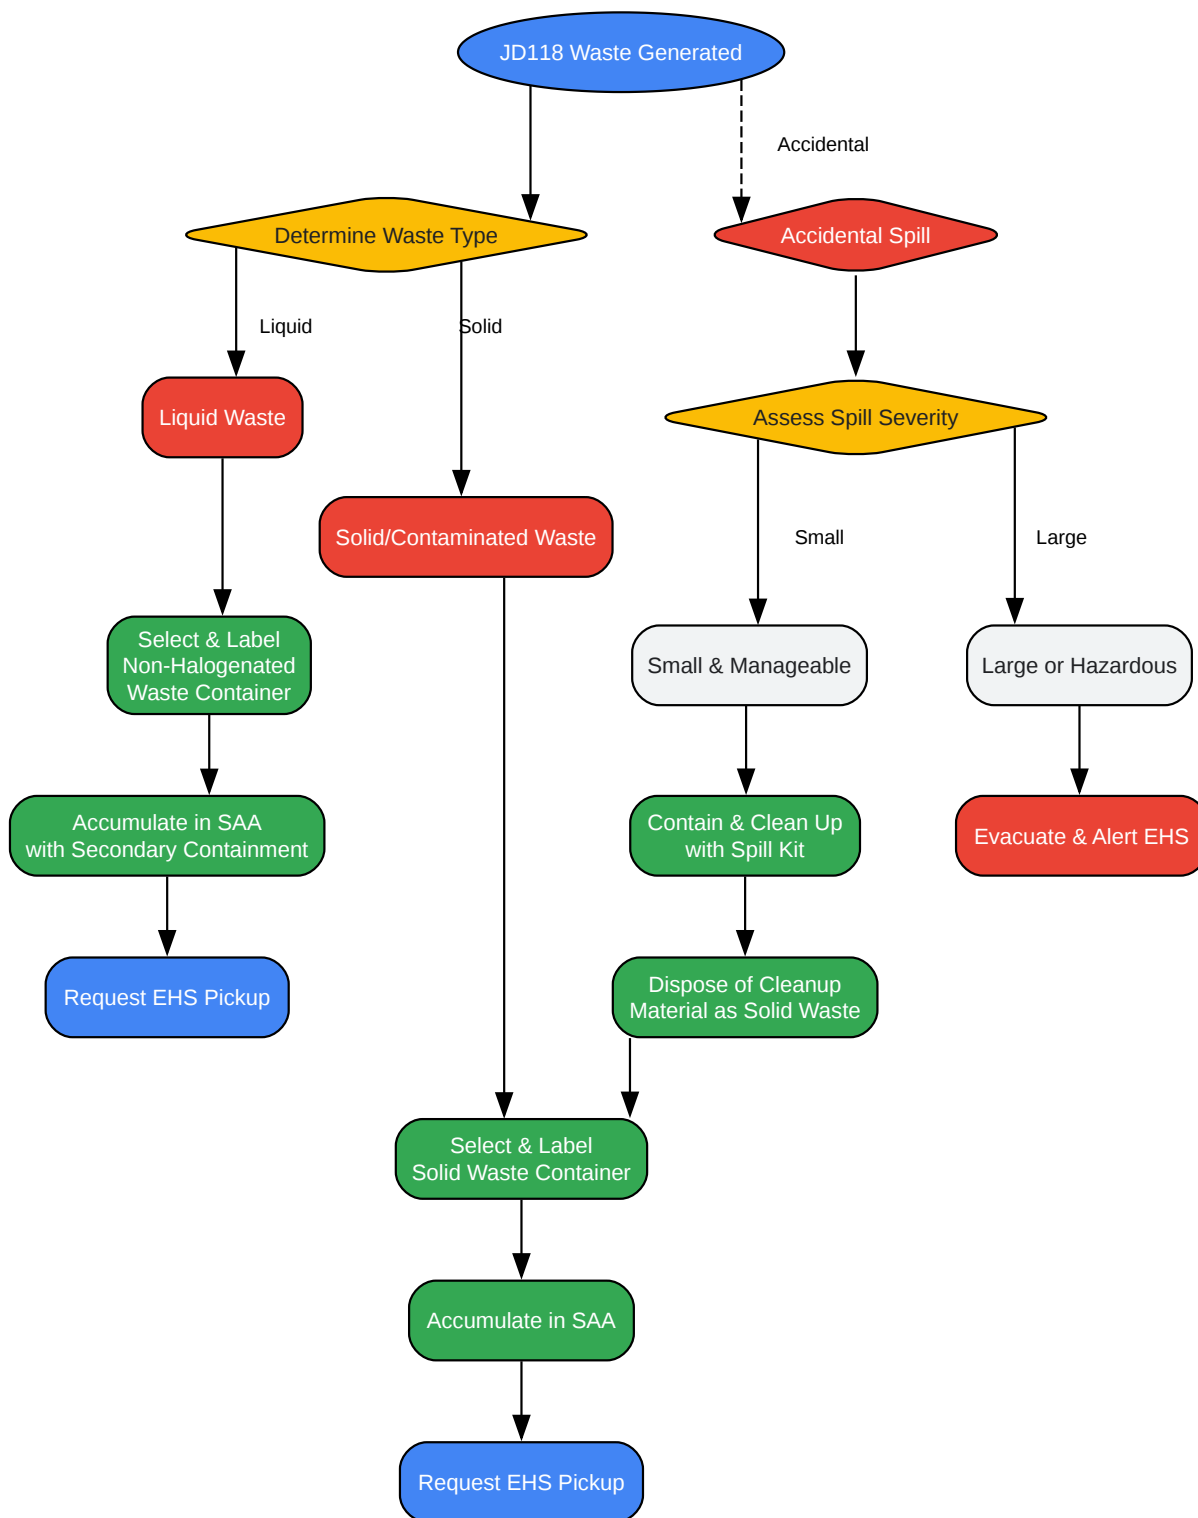 JD118 Waste Generated
Accidental
Determine Waste Type
Accidental Spill
Liquid
Solid
Liquid Waste
Assess Spill Severity
Solid/Contaminated Waste
Small
Large
Select & Label
Non-Halogenated
Waste Container
Small & Manageable
Large or Hazardous
Accumulate in SAA
with Secondary Containment
Contain & Clean Up
with Spill Kit
Evacuate & Alert EHS
Request EHS Pickup
Dispose of Cleanup
Material as Solid Waste
Select & Label
Solid Waste Container
Accumulate in SAA
Request EHS Pickup